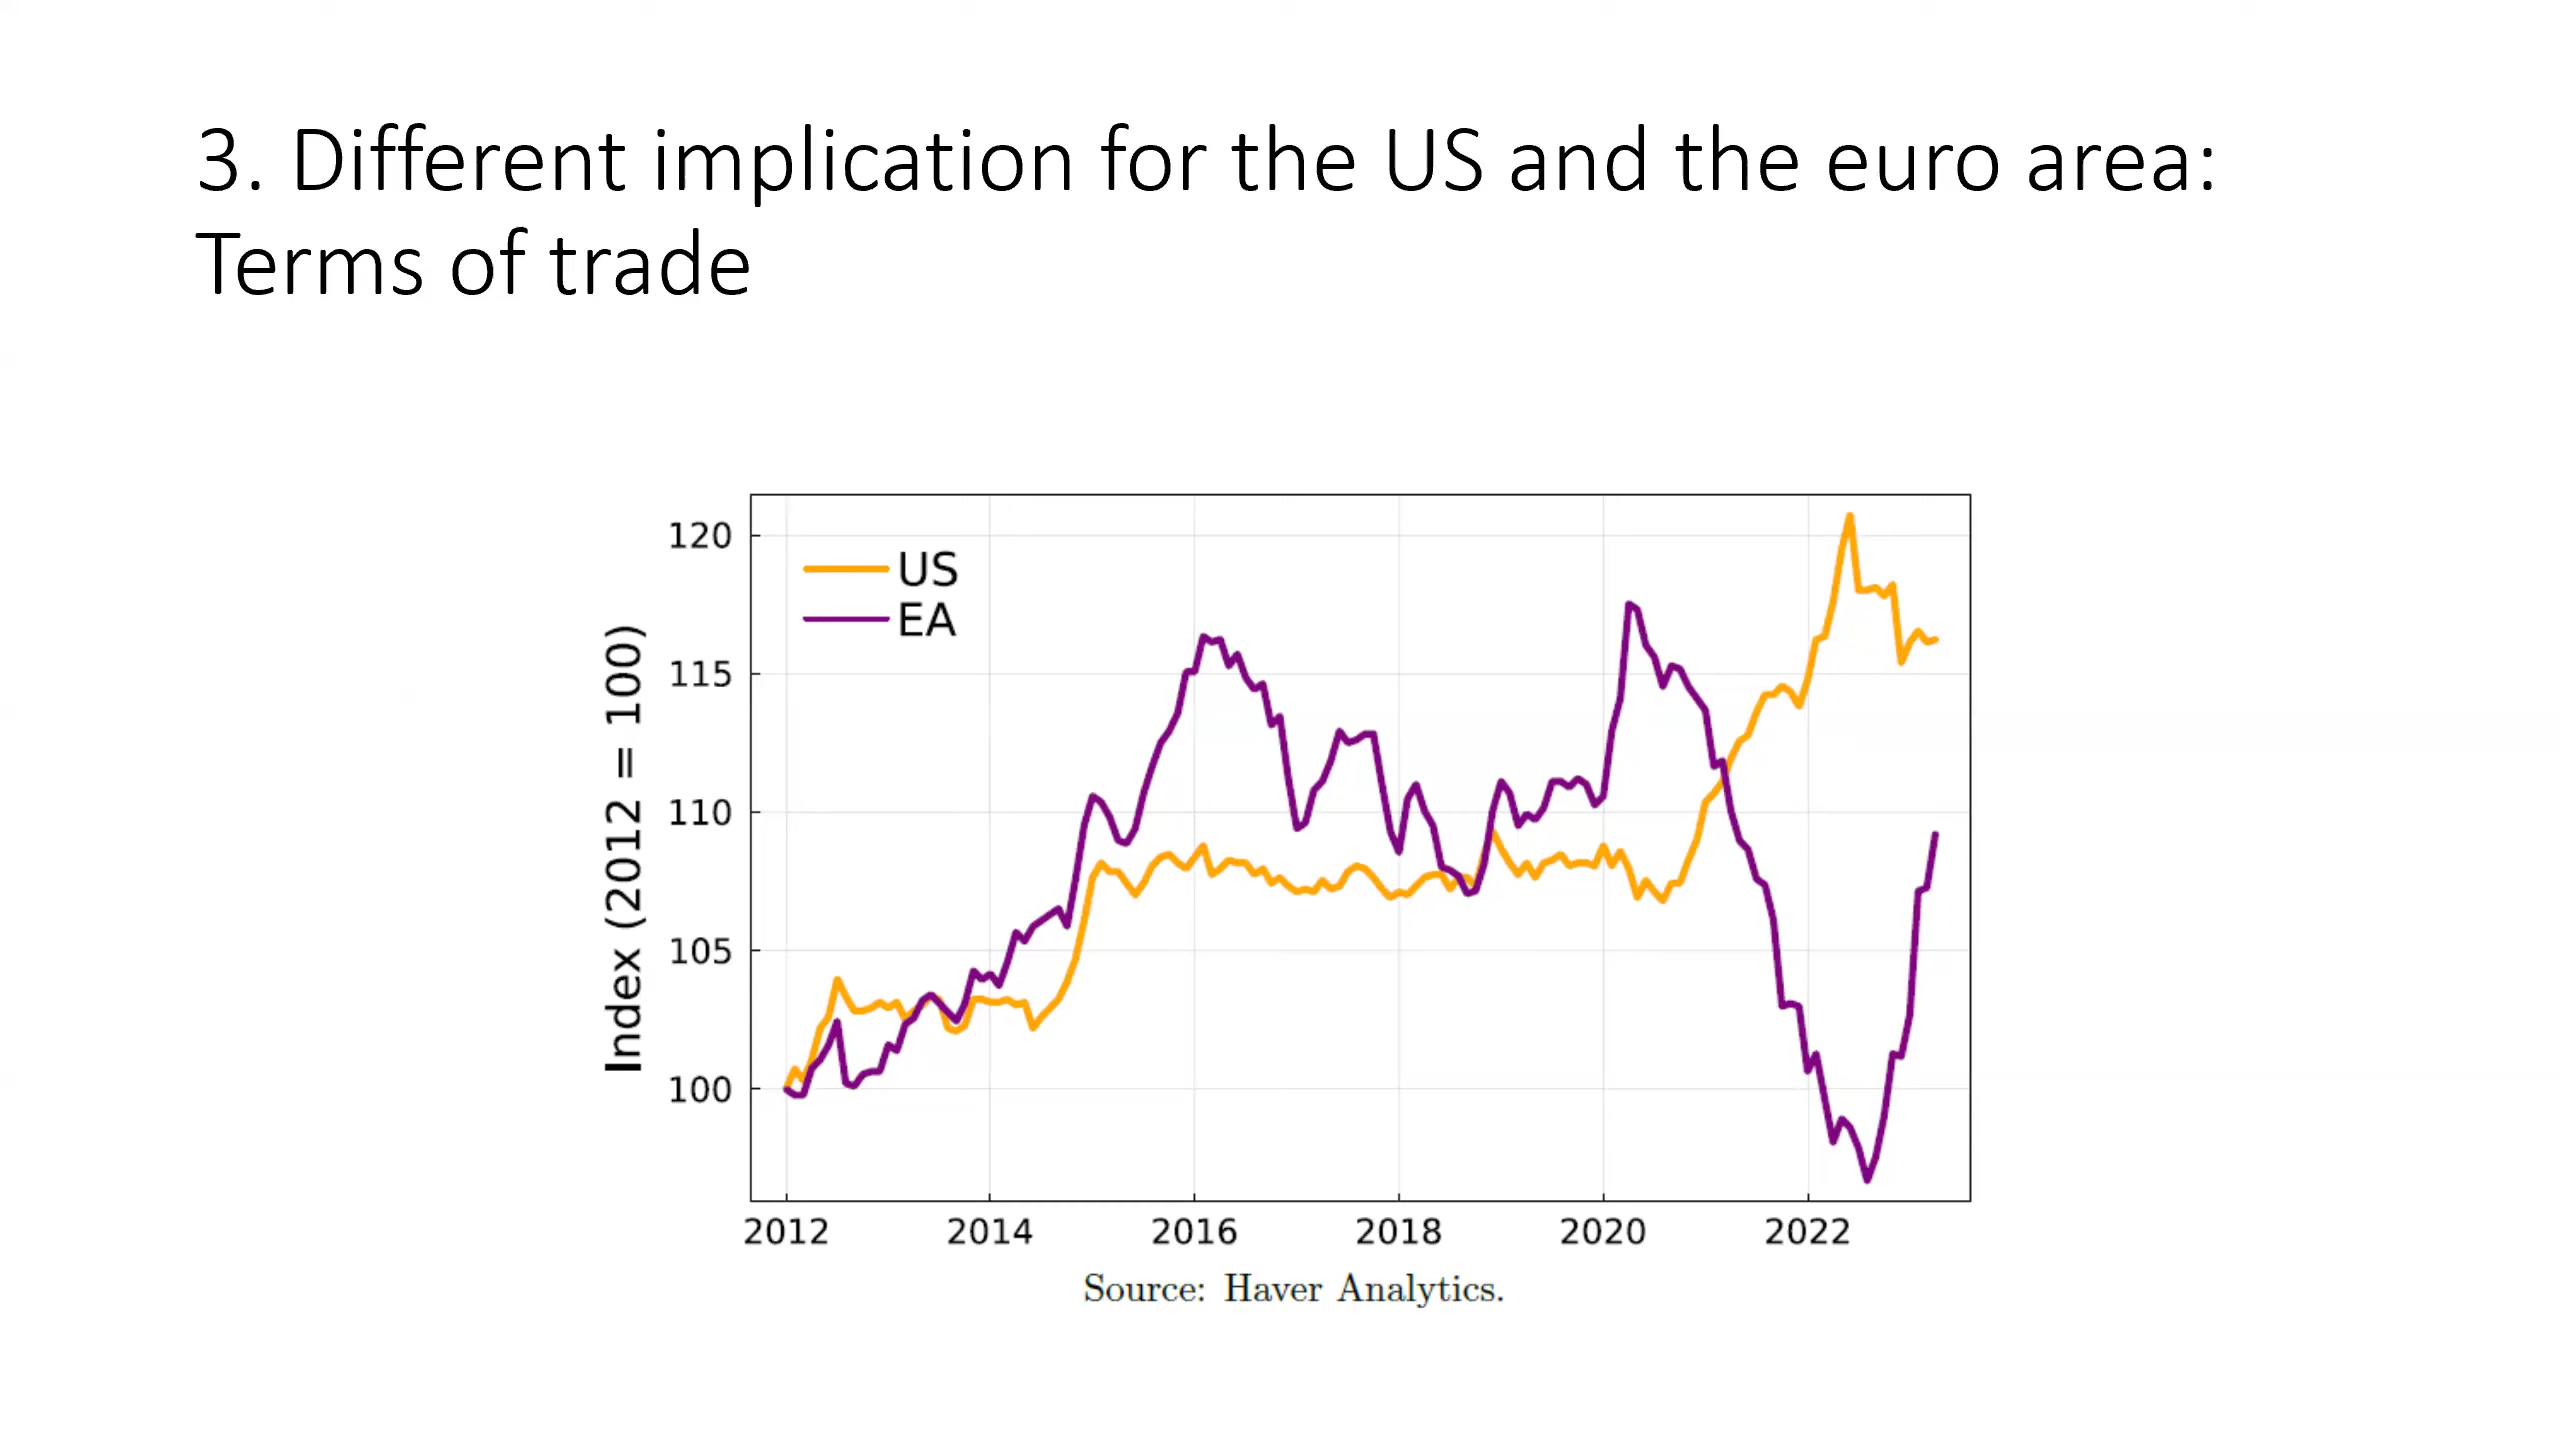 3. Different implication for the US and the euro area:
Terms of trade
Index (2012 = 100)
120
115
110
105
100
US
EA
2012 2014 2016 2018 2020 2022
Source: Haver Analytics.